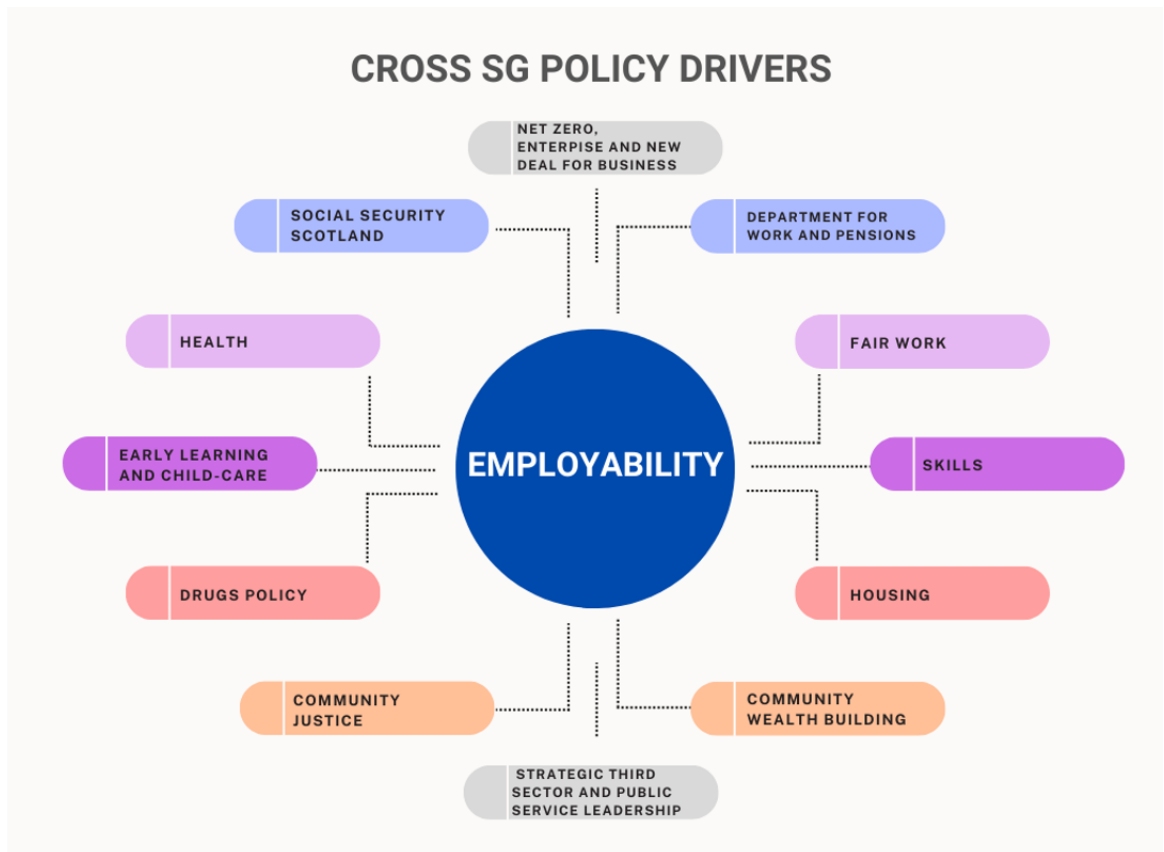 CROSS SG POLICY DRIVERS
NET ZERO,
ENTERPISE AND NEW
DEAL FOR BUSINESS
SOCIAL SECURITY
SCOTLAND
DEPARTMENT FOR
WORK AND PENSIONS
HEALTH
FAIR WORK
EARLY LEARNING
AND CHILD-CARE
EMPLOYABILITY
SKILLS
DRUGS POLICY
HOUSING
COMMUNITY
JUSTICE
COMMUNITY
WEALTH BUILDING
STRATEGIC THIRD
SECTOR AND PUBLIC
SERVICE LEADERSHIP